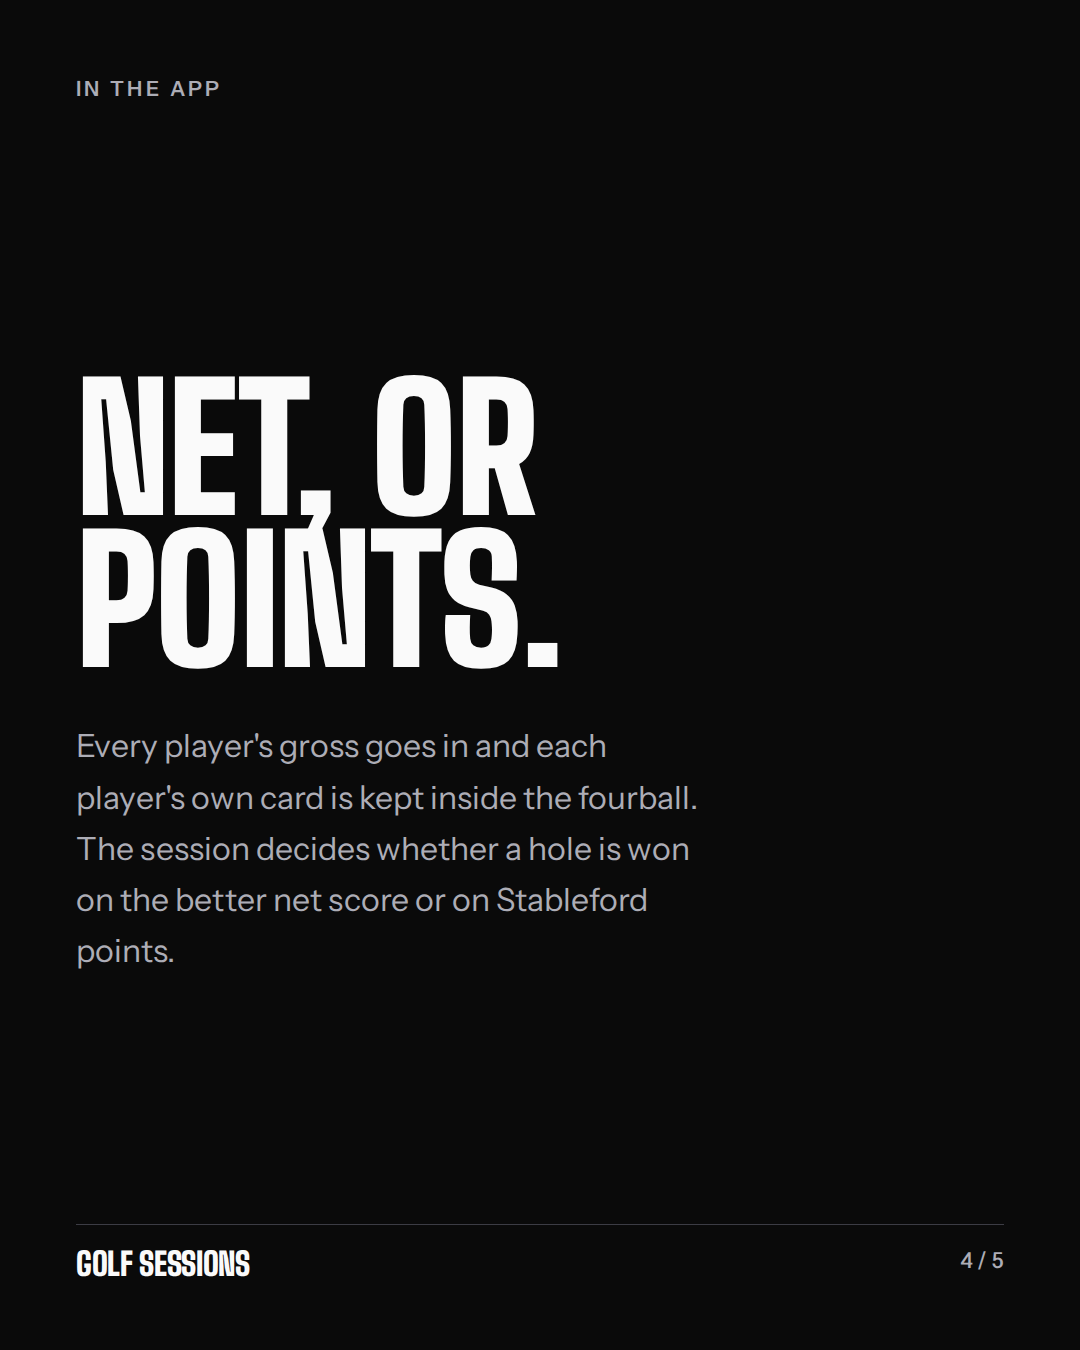 IN THE APP
NET, OR
POINTS.
Every player's gross goes in and each
player's own card is kept inside the fourball.
The session decides whether a hole is won
on the better net score or on Stableford
points.
GOLF SESSIONS
4 / 5